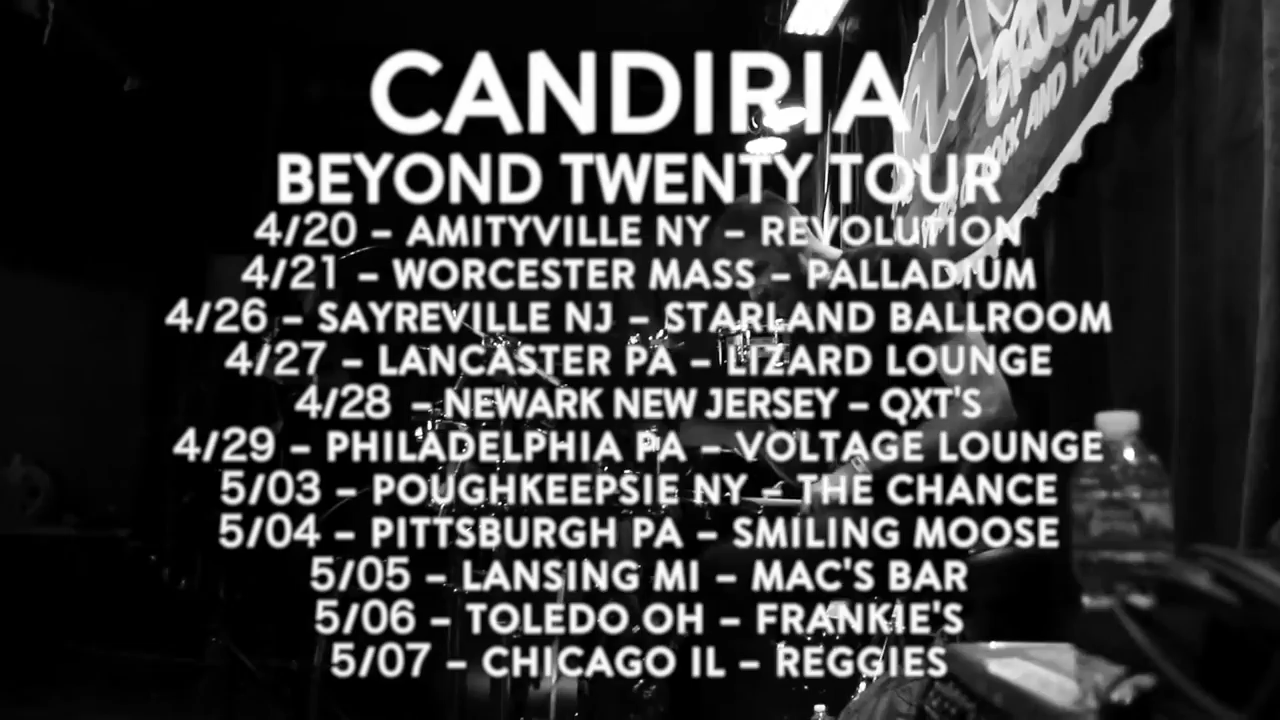 CANDIRIA
BEYOND TWENTY TOUR
4/20 – AMITYVILLE NY – REVOLUTION
4/21 – WORCESTER MASS – PALLADIUM
4/26 – SAYREVILLE NJ – STARLAND BALLROOM
4/27 – LANCASTER PA – LIZARD LOUNGE
4/28 – NEWARK NEW JERSEY – QXT'S
4/29 – PHILADELPHIA PA – VOLTAGE LOUNGE
5/03 – POUGHKEEPSIE NY – THE CHANCE
5/04 – PITTSBURGH PA – SMILING MOOSE
5/05 – LANSING MI – MAC'S BAR
5/06 – TOLEDO OH – FRANKIE'S
5/07 – CHICAGO IL – REGGIES
ROCK AND ROLL